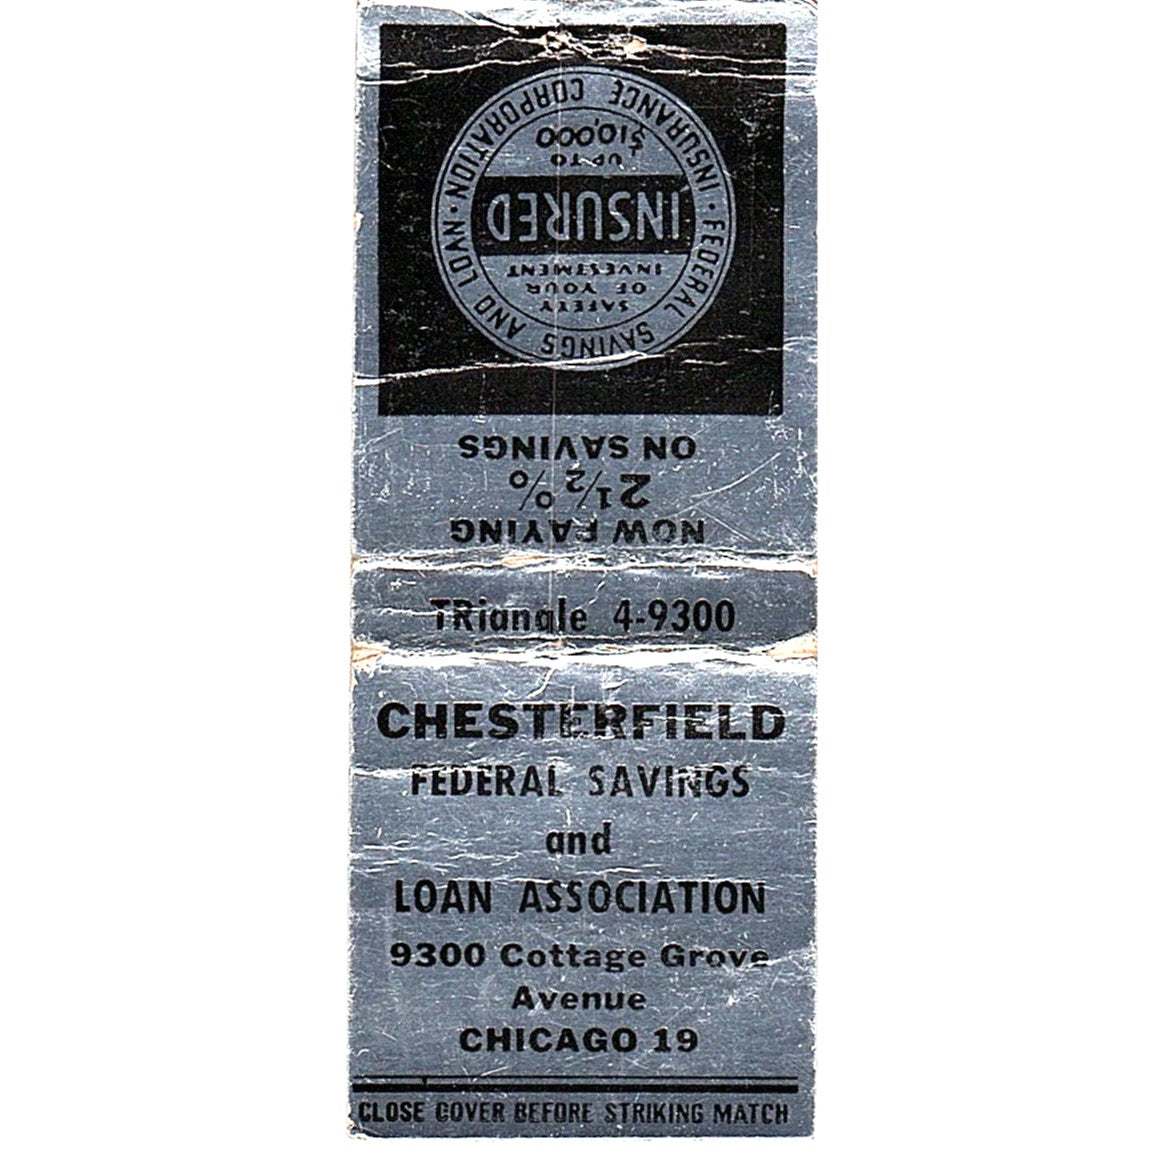 FEDERAL SAVINGS AND LOAN · INSURANCE CORPORATION ·
SAFETY
OF YOUR
INVESTMENT
INSURED
UP TO
$10,000
NOW PAYING
2½%
ON SAVINGS
TRiangle 4-9300
CHESTERFIELD
FEDERAL SAVINGS
and
LOAN ASSOCIATION
9300 Cottage Grove
Avenue
CHICAGO 19
CLOSE COVER BEFORE STRIKING MATCH